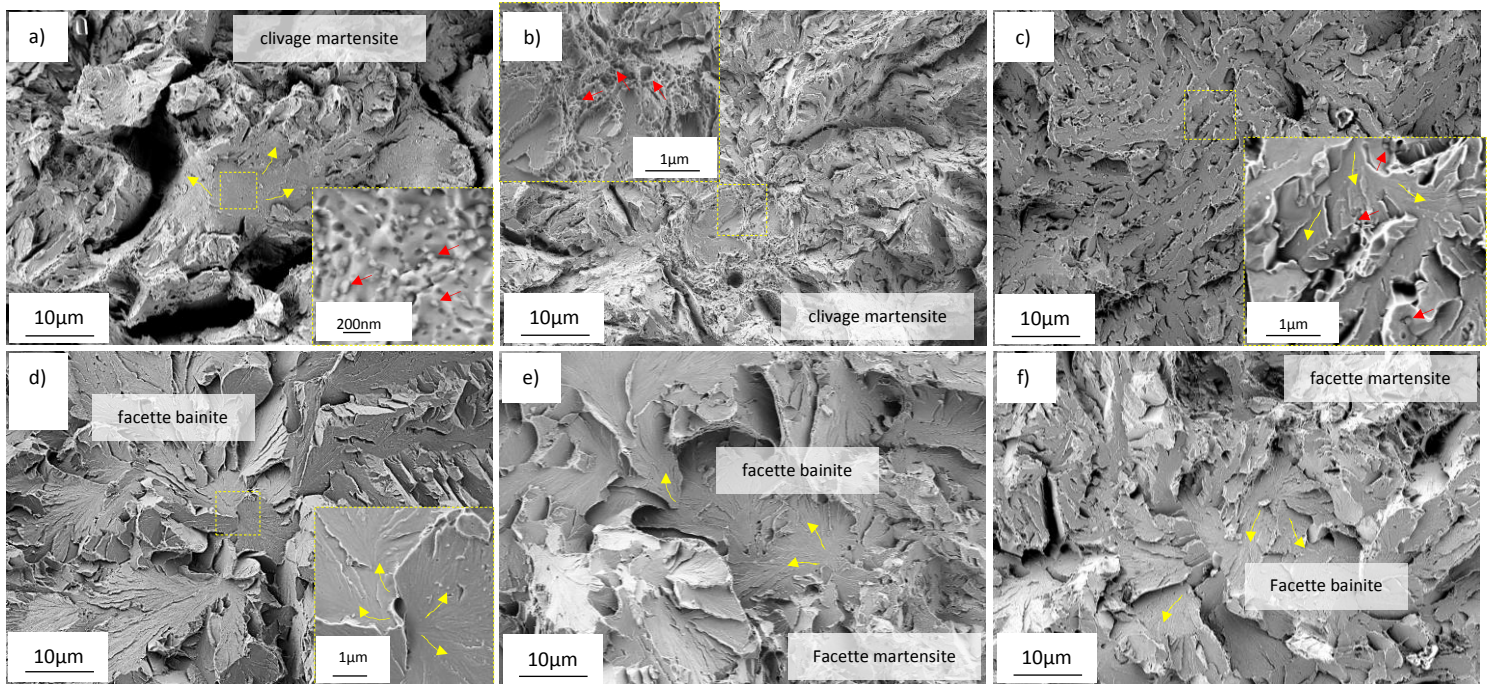 a)
clivage martensite
10µm
200nm
b)
1µm
10µm
clivage martensite
c)
10µm
1µm
d)
facette bainite
10µm
1µm
e)
facette bainite
10µm
Facette martensite
f)
facette martensite
Facette bainite
10µm